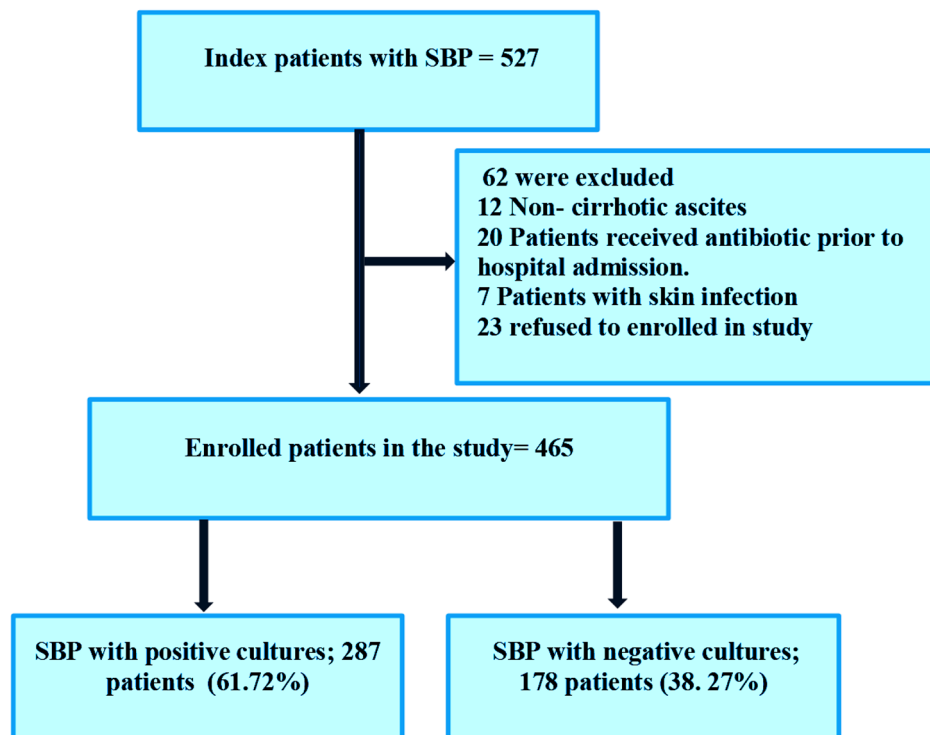 Index patients with SBP = 527
62 were excluded
12 Non- cirrhotic ascites
20 Patients received antibiotic prior to
hospital admission.
7 Patients with skin infection
23 refused to enrolled in study
Enrolled patients in the study= 465
SBP with positive cultures; 287
patients (61.72%)
SBP with negative cultures;
178 patients (38. 27%)